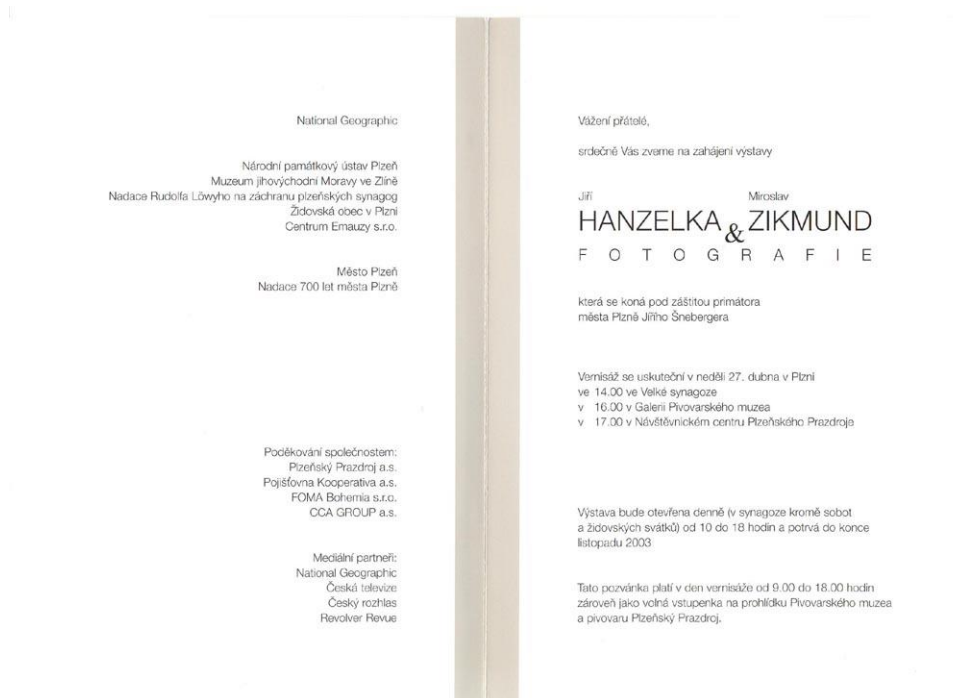 National Geographic
Národní památkový ústav Plzeň
Muzeum jihovýchodní Moravy ve Zlíně
Nadace Rudolfa Löwyho na záchranu plzeňských synagog
Židovská obec v Plzni
Centrum Emauzy s.r.o.
Město Plzeň
Nadace 700 let města Plzně
Poděkování společnostem:
Plzeňský Prazdroj a.s.
Pojišťovna Kooperativa a.s.
FOMA Bohemia s.r.o.
CCA GROUP a.s.
Mediální partneři:
National Geographic
Česká televize
Český rozhlas
Revolver Revue
Vážení přátelé,
srdečně Vás zveme na zahájení výstavy
Jiří Miroslav
HANZELKA & ZIKMUND
FOTOGRAFIE
která se koná pod záštitou primátora
města Plzně Jiřího Šnebergera
Vernisáž se uskuteční v neděli 27. dubna v Plzni
ve 14.00 ve Velké synagoze
v 16.00 v Galerii Pivovarského muzea
v 17.00 v Návštěvnickém centru Plzeňského Prazdroje
Výstava bude otevřena denně (v synagoze kromě sobot
a židovských svátků) od 10 do 18 hodin a potrvá do konce
listopadu 2003
Tato pozvánka platí v den vernisáže od 9.00 do 18.00 hodin
zároveň jako volná vstupenka na prohlídku Pivovarského muzea
a pivovaru Plzeňský Prazdroj.